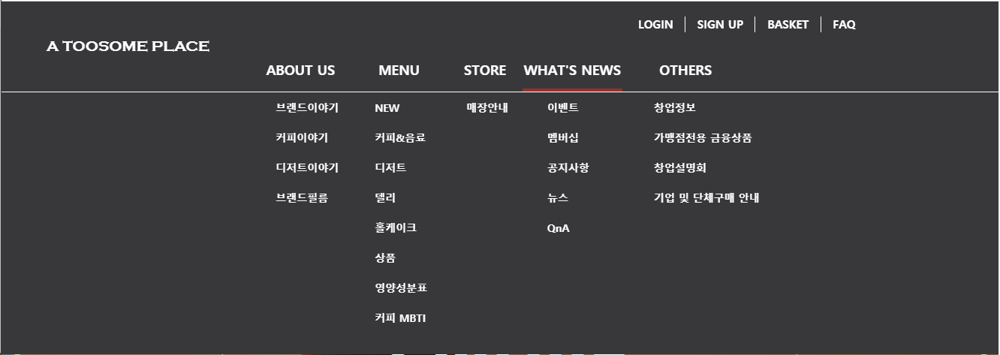 LOGIN
SIGN UP
BASKET
FAQ
A TOOSOME PLACE
ABOUT US
MENU
STORE
WHAT'S NEWS
OTHERS
브랜드이야기
커피이야기
디저트이야기
브랜드필름
NEW
커피&음료
디저트
델리
홀케이크
상품
영양성분표
커피 MBTI
매장안내
이벤트
멤버십
공지사항
뉴스
QnA
창업정보
가맹점전용 금융상품
창업설명회
기업 및 단체구매 안내